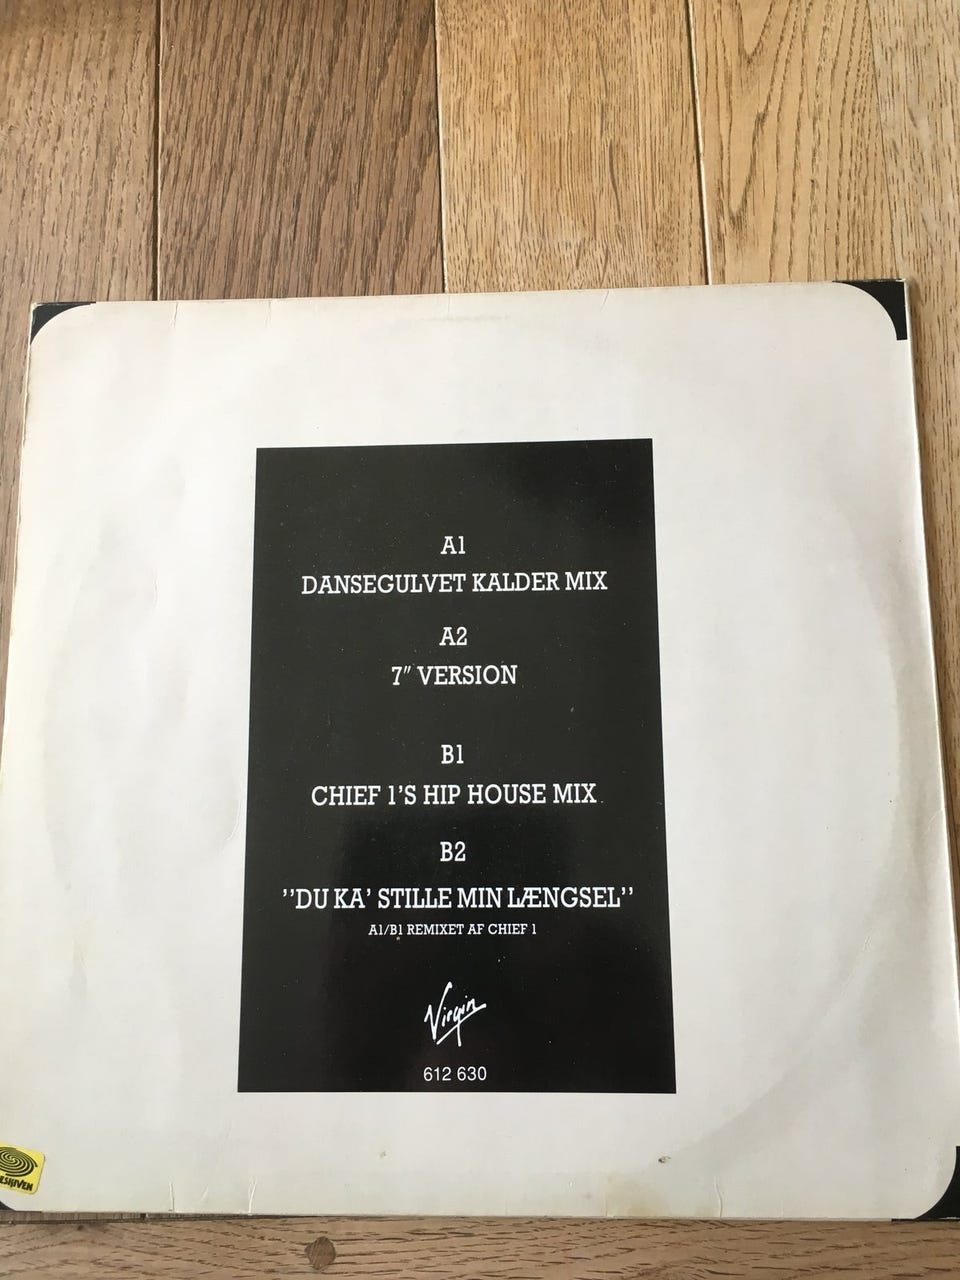 A1
DANSEGULVET KALDER MIX
A2
7" VERSION
B1
CHIEF 1'S HIP HOUSE MIX
B2
"DU KA' STILLE MIN LÆNGSEL"
A1/B1 REMIXET AF CHIEF 1
Virgin
612 630